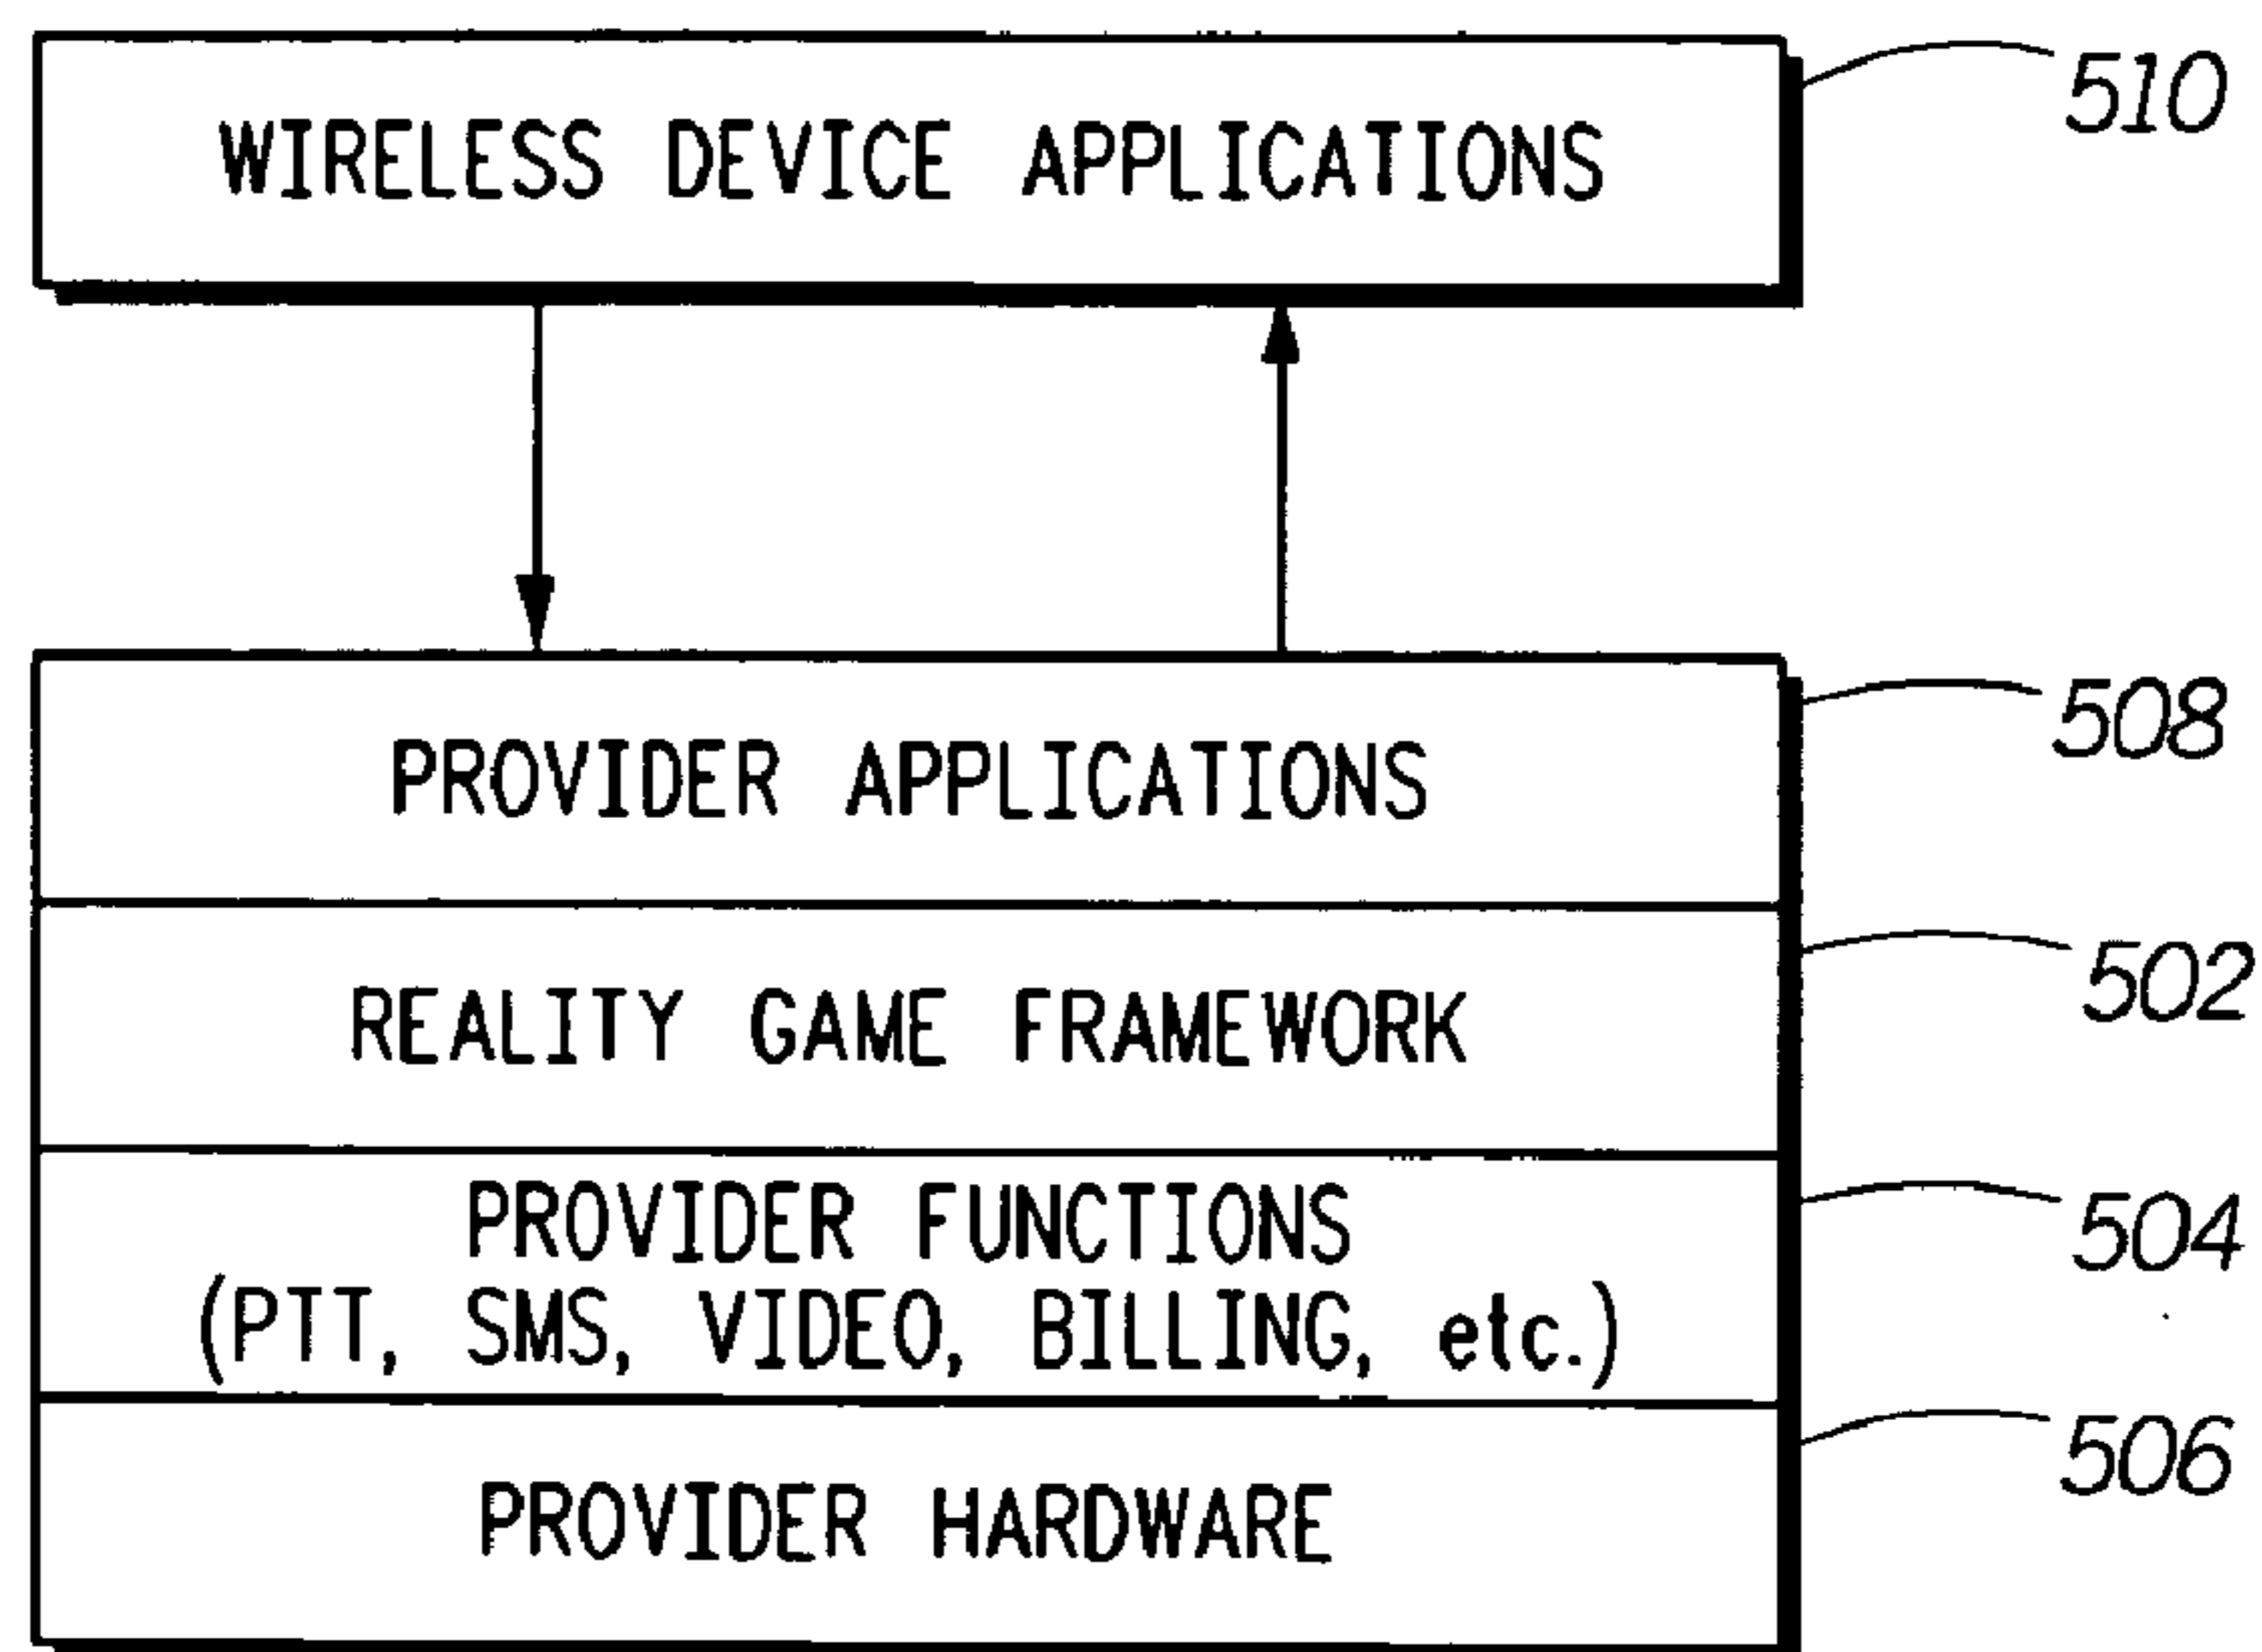 WIRELESS DEVICE APPLICATIONS
510
PROVIDER APPLICATIONS
508
REALITY GAME FRAMEWORK
502
PROVIDER FUNCTIONS
(PTT, SMS, VIDEO, BILLING, etc.)
504
PROVIDER HARDWARE
506